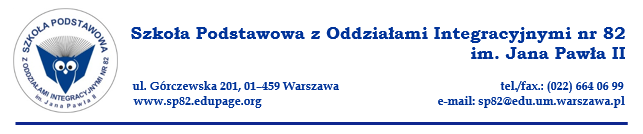 SZKOŁA PODSTAWOWA
Z ODDZIAŁAMI INTEGRACYJNYMI NR 82
im. Jana Pawła II
Szkoła Podstawowa z Oddziałami Integracyjnymi nr 82
im. Jana Pawła II
ul. Górczewska 201, 01–459 Warszawa
tel./fax.: (022) 664 06 99
www.sp82.edupage.org
e-mail: sp82@edu.um.warszawa.pl